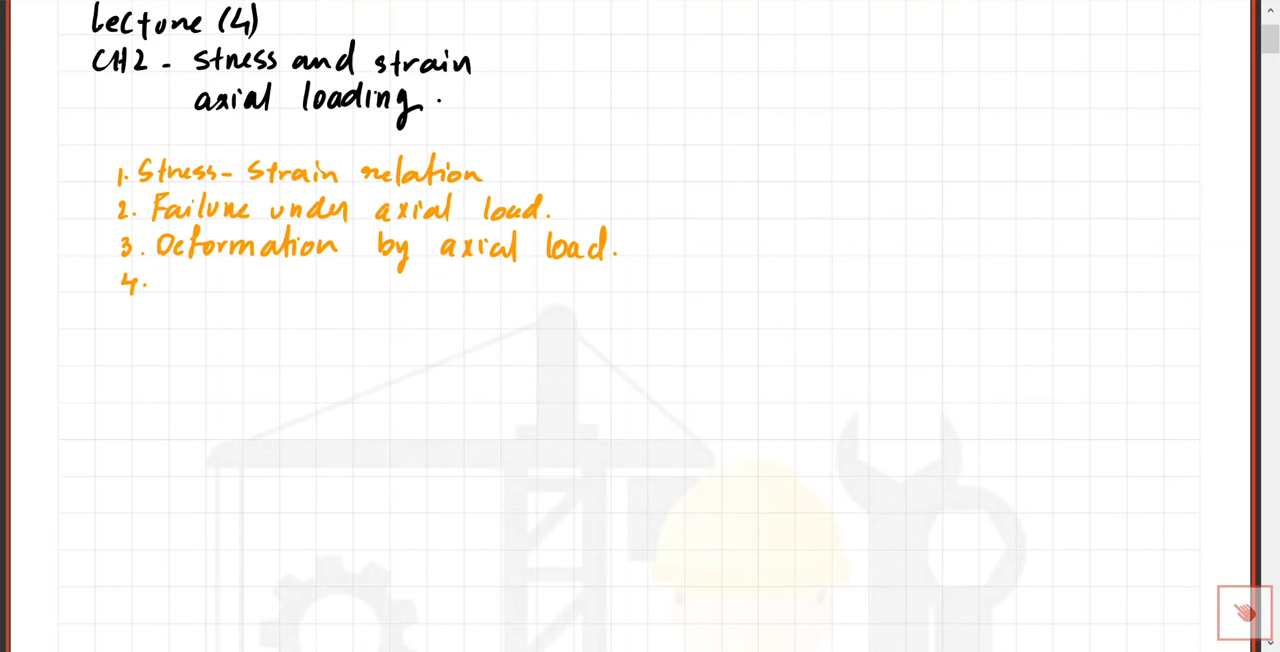 Lecture (4)
CH2 - stress and strain
axial loading.
1. Stress - Strain relation
2. Failure under axial load.
3. Deformation by axial load.
4.